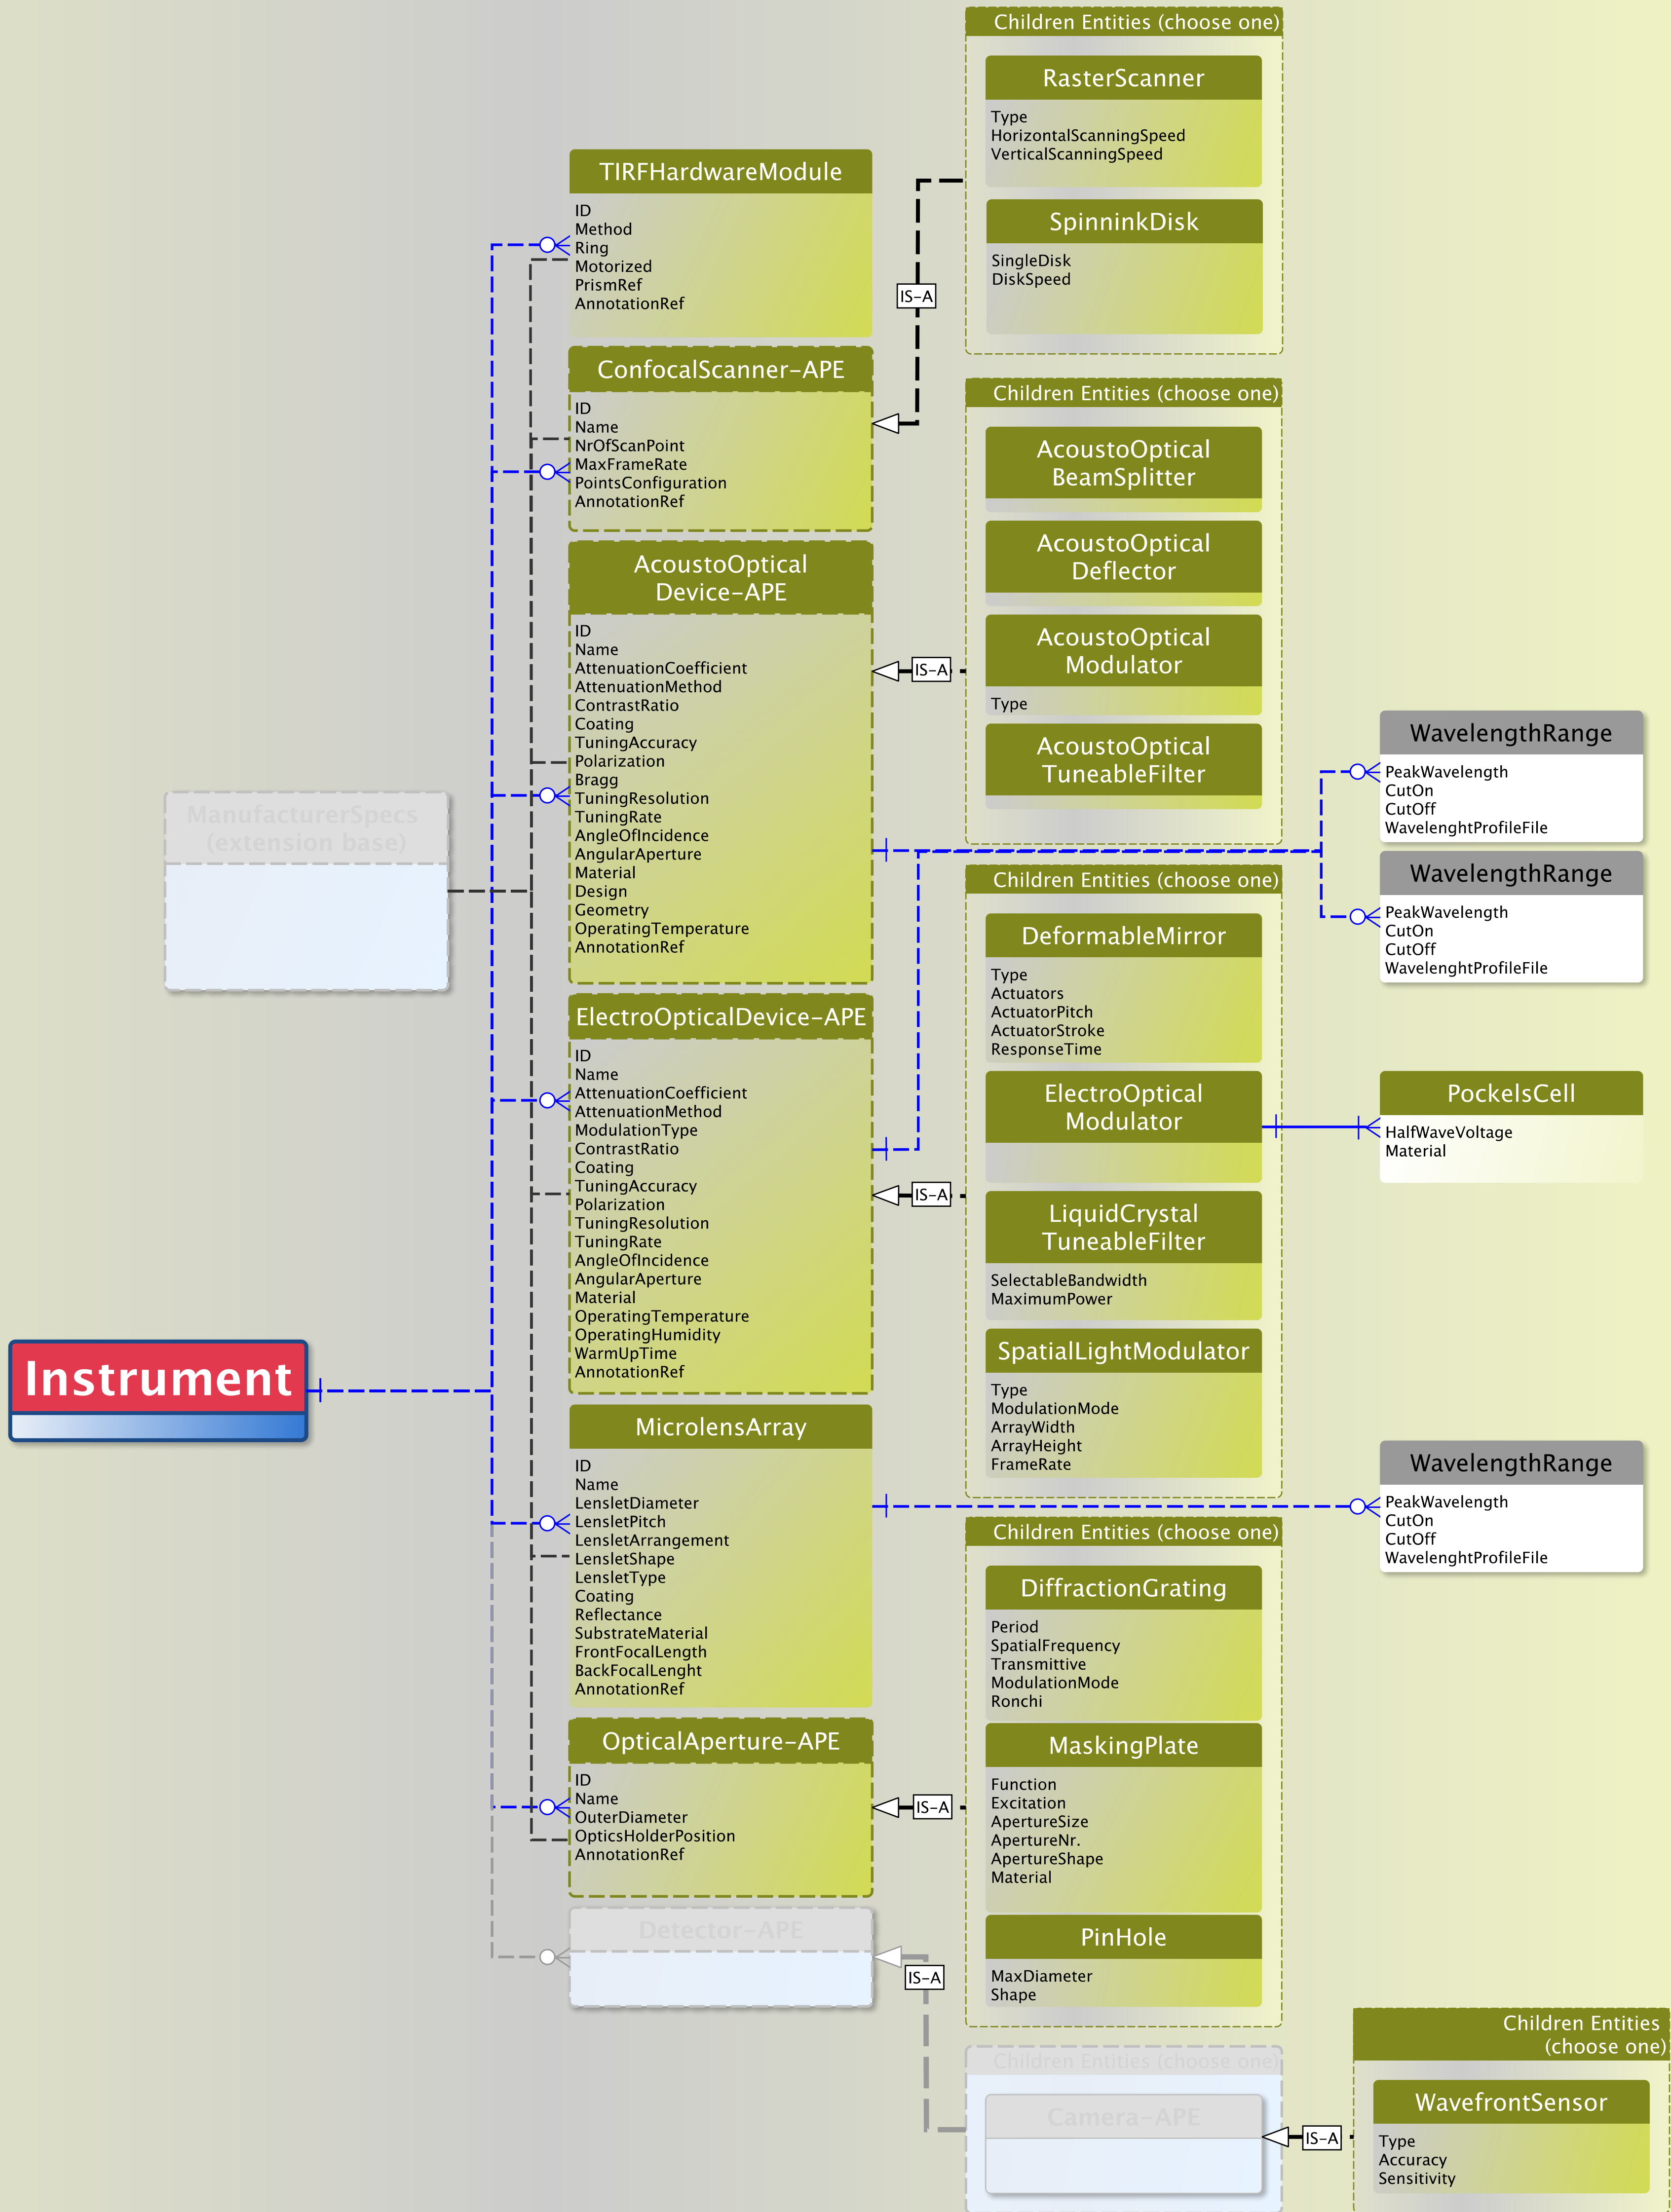 Children Entities (choose one)
RasterScanner
Type
HorizontalScanningSpeed
VerticalScanningSpeed
SpinninkDisk
SingleDisk
DiskSpeed
TIRFHardwareModule
ID
Method
Ring
Motorized
PrismRef
AnnotationRef
IS-A
ConfocalScanner-APE
ID
Name
NrOfScanPoint
MaxFrameRate
PointsConfiguration
AnnotationRef
Children Entities (choose one)
AcoustoOptical
BeamSplitter
AcoustoOptical
Deflector
AcoustoOptical
Modulator
Type
AcoustoOptical
TuneableFilter
AcoustoOptical
Device-APE
ID
Name
AttenuationCoefficient
AttenuationMethod
ContrastRatio
Coating
TuningAccuracy
Polarization
Bragg
TuningResolution
TuningRate
AngleOfIncidence
AngularAperture
Material
Design
Geometry
OperatingTemperature
AnnotationRef
IS-A
WavelengthRange
PeakWavelength
CutOn
CutOff
WavelenghtProfileFile
WavelengthRange
PeakWavelength
CutOn
CutOff
WavelenghtProfileFile
ManufacturerSpecs
(extension base)
Children Entities (choose one)
DeformableMirror
Type
Actuators
ActuatorPitch
ActuatorStroke
ResponseTime
ElectroOptical
Modulator
PockelsCell
HalfWaveVoltage
Material
LiquidCrystal
TuneableFilter
SelectableBandwidth
MaximumPower
SpatialLightModulator
Type
ModulationMode
ArrayWidth
ArrayHeight
FrameRate
ElectroOpticalDevice-APE
ID
Name
AttenuationCoefficient
AttenuationMethod
ModulationType
ContrastRatio
Coating
TuningAccuracy
Polarization
TuningResolution
TuningRate
AngleOfIncidence
AngularAperture
Material
OperatingTemperature
OperatingHumidity
WarmUpTime
AnnotationRef
IS-A
Instrument
MicrolensArray
ID
Name
LensletDiameter
LensletPitch
LensletArrangement
LensletShape
LensletType
Coating
Reflectance
SubstrateMaterial
FrontFocalLength
BackFocalLenght
AnnotationRef
WavelengthRange
PeakWavelength
CutOn
CutOff
WavelenghtProfileFile
Children Entities (choose one)
DiffractionGrating
Period
SpatialFrequency
Transmittive
ModulationMode
Ronchi
MaskingPlate
Function
Excitation
ApertureSize
ApertureNr.
ApertureShape
Material
PinHole
MaxDiameter
Shape
OpticalAperture-APE
ID
Name
OuterDiameter
OpticsHolderPosition
AnnotationRef
IS-A
Detector-APE
IS-A
Children Entities (choose one)
Camera-APE
IS-A
Children Entities
(choose one)
WavefrontSensor
Type
Accuracy
Sensitivity